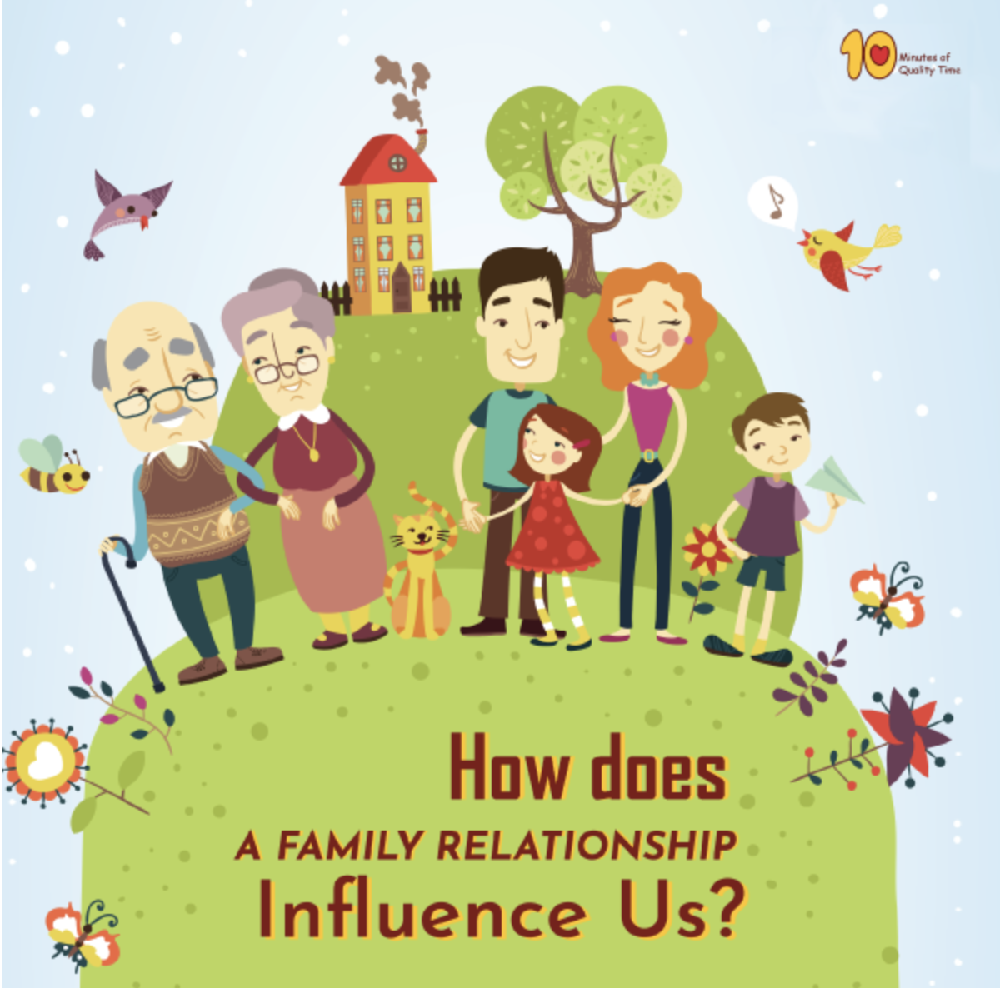 10 Minutes of
Quality Time
How does
A FAMILY RELATIONSHIP
Influence Us?